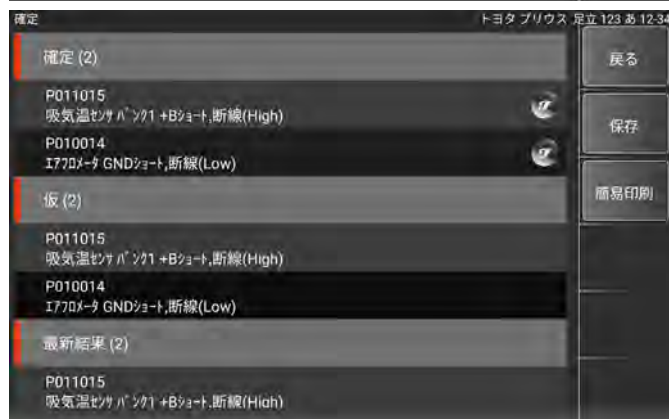 確定
トヨタ プリウス 足立 123 あ 12-34
確定 (2)
戻る
P011015
吸気温ｾﾝｻ ﾊﾞﾝｸ1 +Bｼｮｰﾄ,断線(High)
保存
P010014
ｴｱﾌﾛﾒｰﾀ GNDｼｮｰﾄ,断線(Low)
仮 (2)
簡易印刷
P011015
吸気温ｾﾝｻ ﾊﾞﾝｸ1 +Bｼｮｰﾄ,断線(High)
P010014
ｴｱﾌﾛﾒｰﾀ GNDｼｮｰﾄ,断線(Low)
最新結果 (2)
P011015
吸気温ｾﾝｻ ﾊﾞﾝｸ1 +Bｼｮｰﾄ,断線(High)